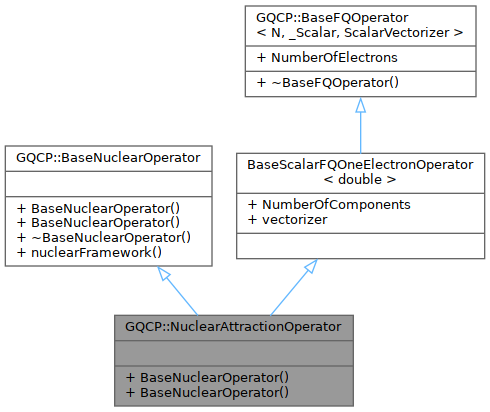 GQCP::BaseFQOperator
< N, _Scalar, ScalarVectorizer >
+ NumberOfElectrons
+ ~BaseFQOperator()
GQCP::BaseNuclearOperator
+ BaseNuclearOperator()
+ BaseNuclearOperator()
+ ~BaseNuclearOperator()
+ nuclearFramework()
BaseScalarFQOneElectronOperator
< double >
+ NumberOfComponents
+ vectorizer
GQCP::NuclearAttractionOperator
+ BaseNuclearOperator()
+ BaseNuclearOperator()